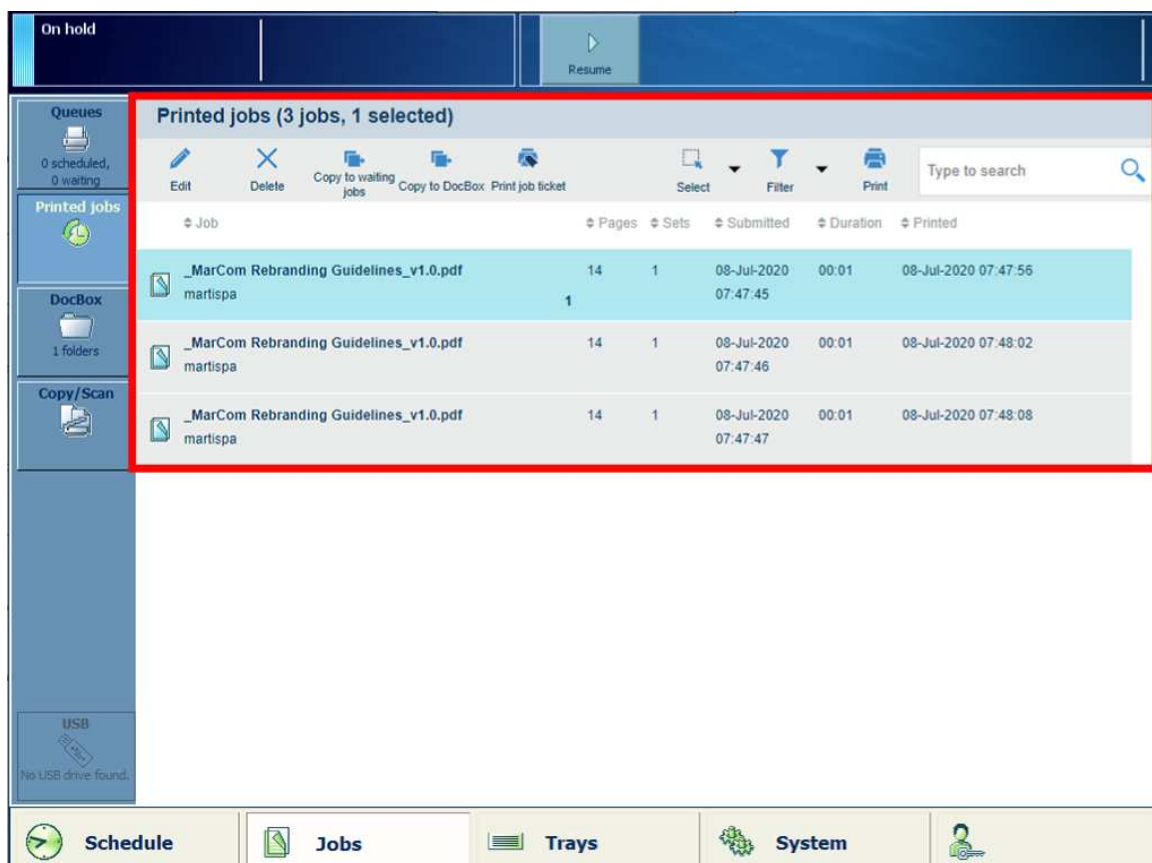 On hold
Resume
Queues
0 scheduled,
0 waiting
Printed jobs
DocBox
1 folders
Copy/Scan
USB
No USB drive found.
Printed jobs (3 jobs, 1 selected)
Edit Delete Copy to waiting jobs Copy to DocBox Print job ticket Select Filter Print Type to search
Job Pages Sets Submitted Duration Printed
_MarCom Rebranding Guidelines_v1.0.pdf 14 1 08-Jul-2020 00:01 08-Jul-2020 07:47:56
martispa 1 07:47:45
_MarCom Rebranding Guidelines_v1.0.pdf 14 1 08-Jul-2020 00:01 08-Jul-2020 07:48:02
martispa 07:47:46
_MarCom Rebranding Guidelines_v1.0.pdf 14 1 08-Jul-2020 00:01 08-Jul-2020 07:48:08
martispa 07:47:47
Schedule Jobs Trays System